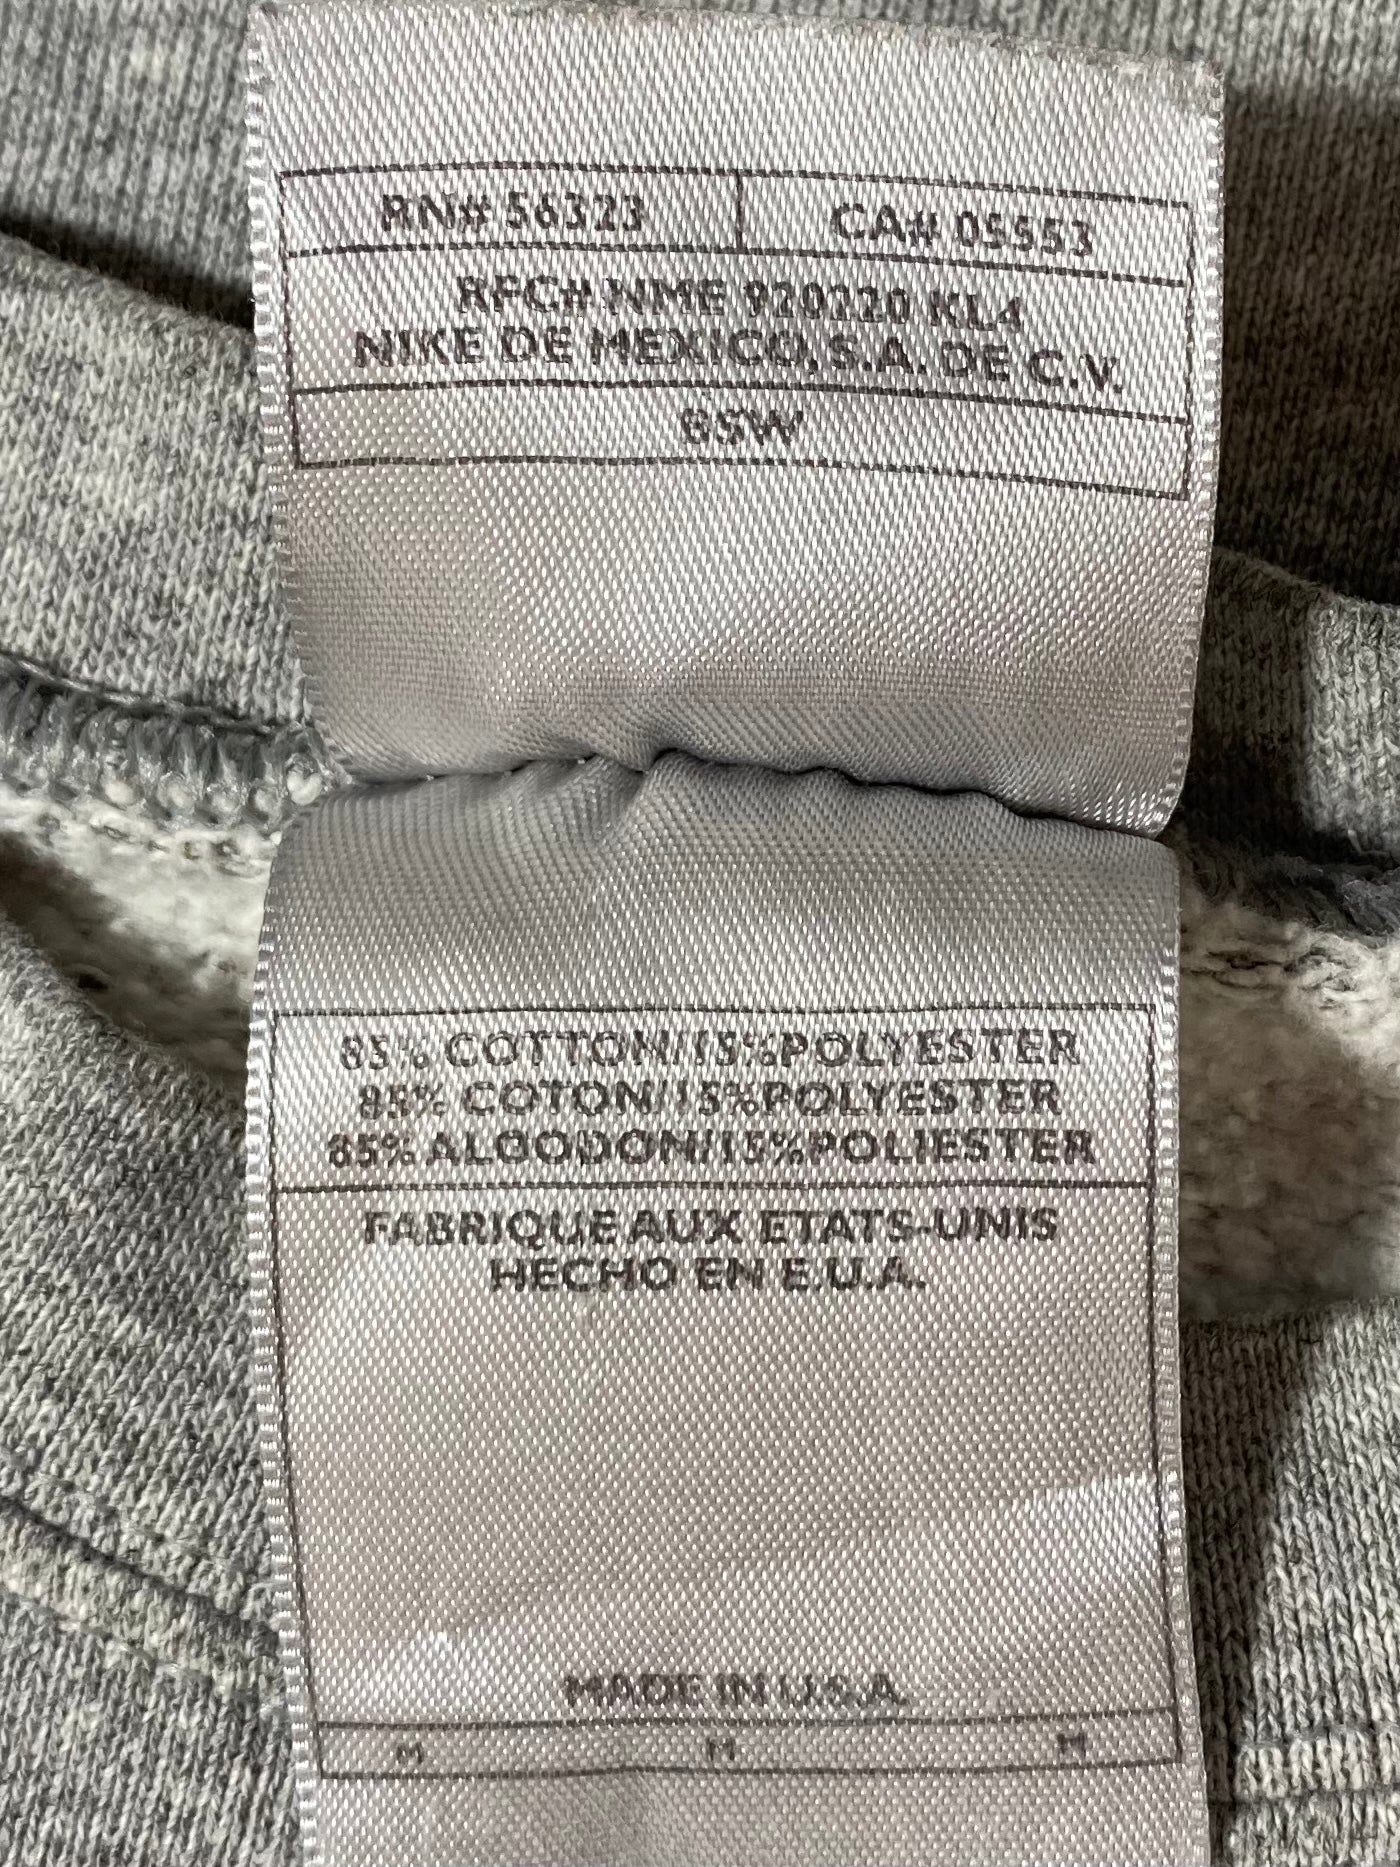 RN# 56323
CA# 05553
RFC# NME 920220 KL4
NIKE DE MEXICO, S.A. DE C.V.
85% COTTON/15%POLYESTER
85% COTON/15%POLYESTER
85% ALGODON/15%POLIESTER
FABRIQUE AUX ETATS-UNIS
HECHO EN E.U.A.
MADE IN U.S.A.
M M M